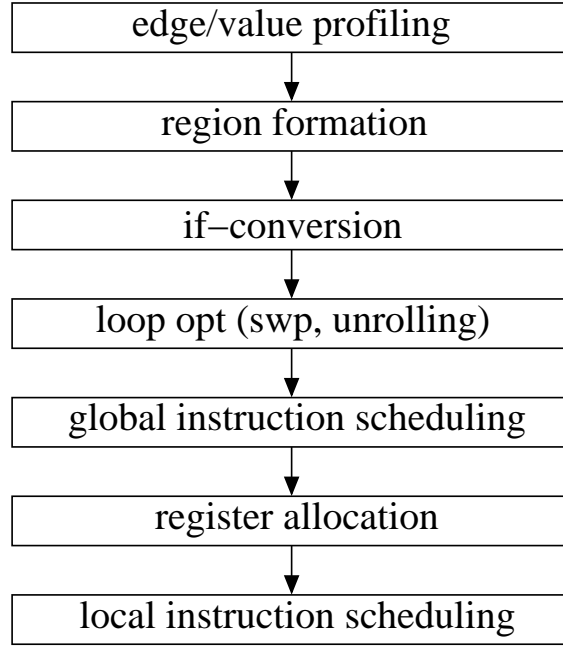 edge/value profiling
region formation
if−conversion
loop opt (swp, unrolling)
global instruction scheduling
register allocation
local instruction scheduling